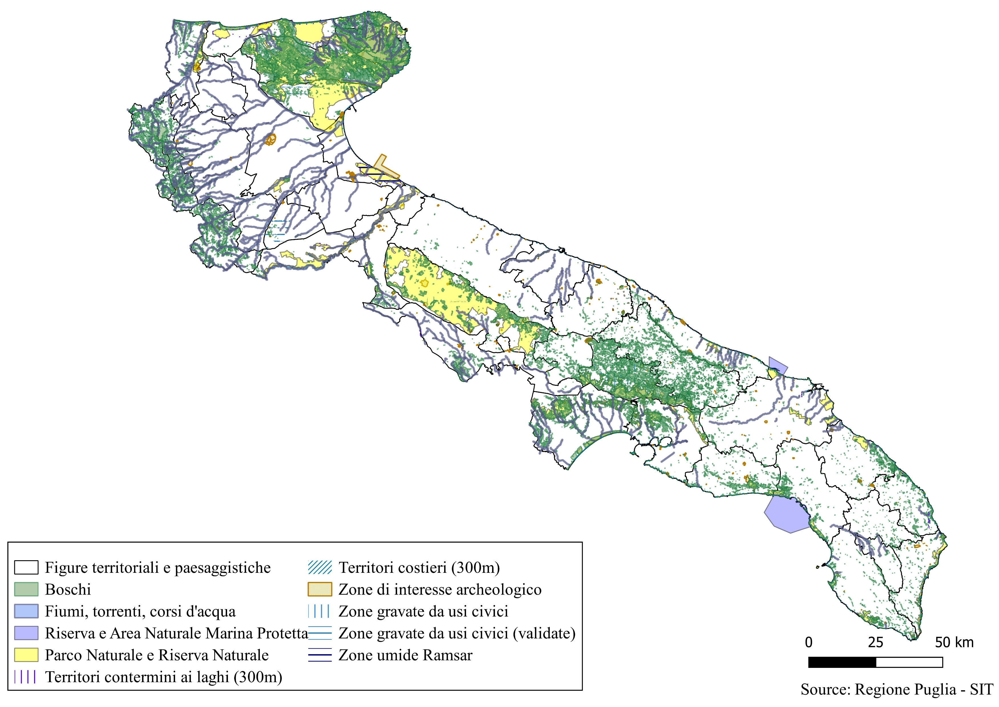 Figure territoriali e paesaggistiche
Boschi
Fiumi, torrenti, corsi d'acqua
Riserva e Area Naturale Marina Protetta
Parco Naturale e Riserva Naturale
Territori contermini ai laghi (300m)
Territori costieri (300m)
Zone di interesse archeologico
Zone gravate da usi civici
Zone gravate da usi civici (validate)
Zone umide Ramsar
0 25 50 km
Source: Regione Puglia - SIT